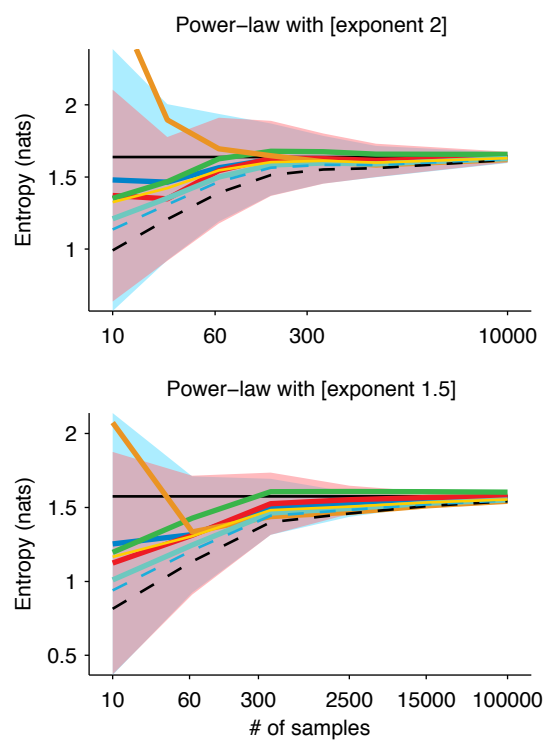 Power−law with [exponent 2]
Entropy (nats)
2
1.5
1
10 60 300 10000
Power−law with [exponent 1.5]
Entropy (nats)
2
1.5
1
0.5
10 60 300 2500 15000 100000
# of samples